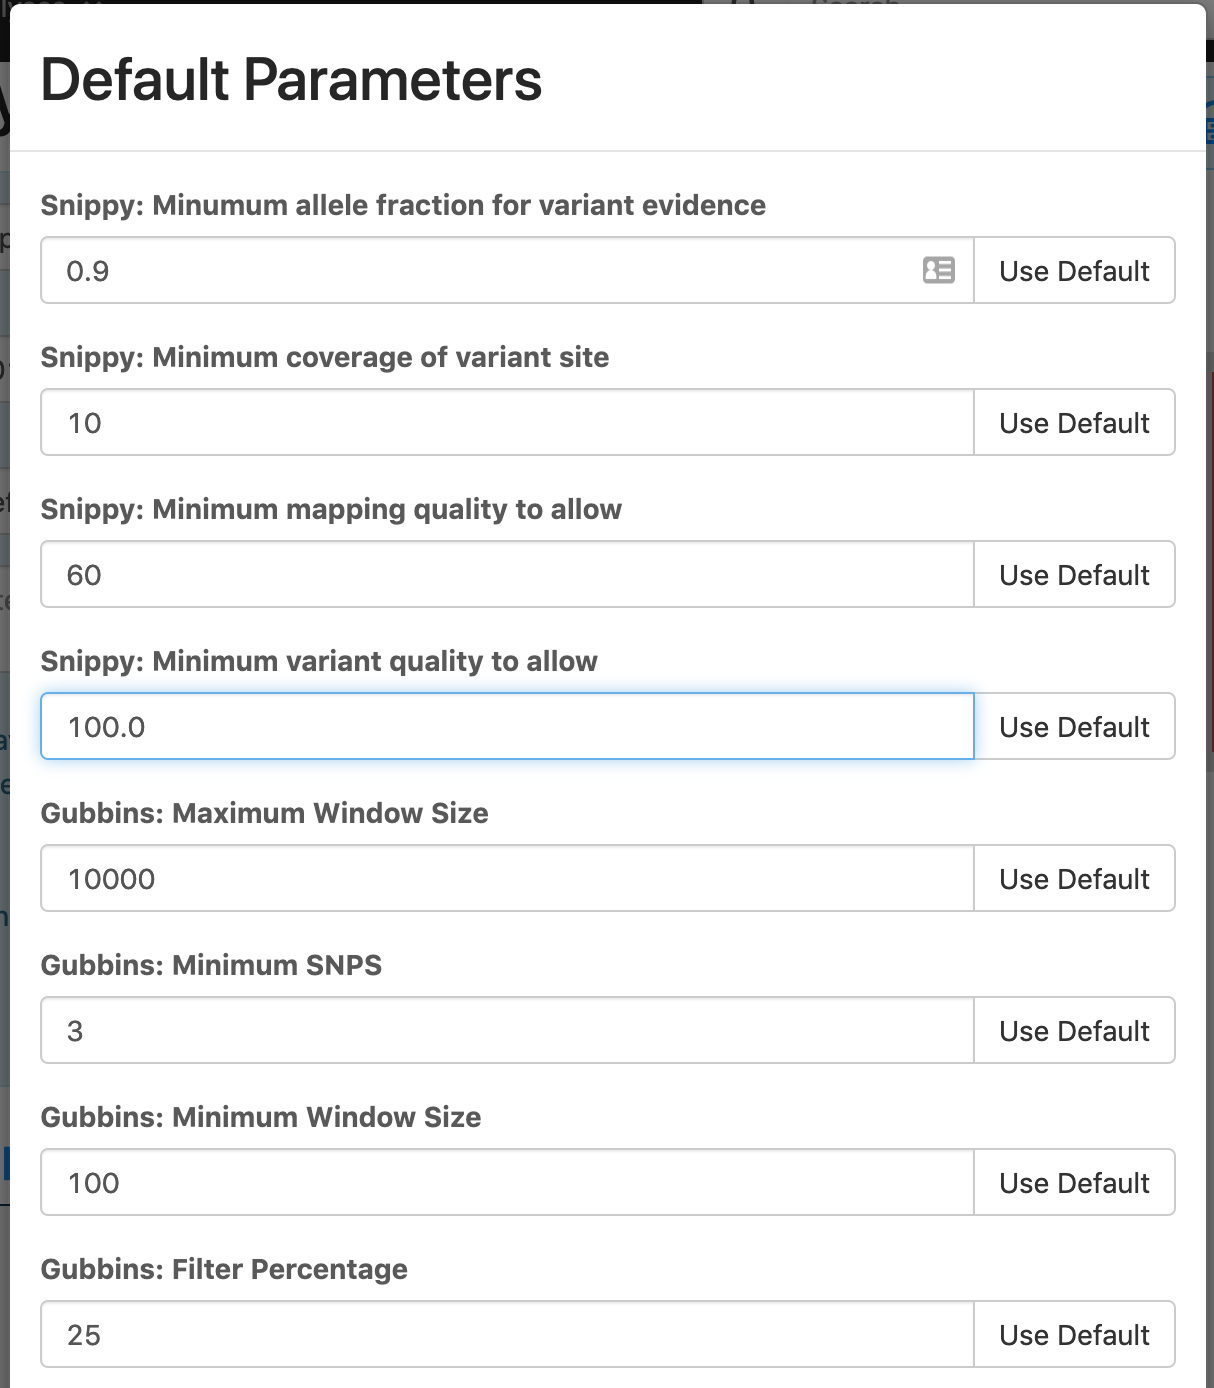 Default Parameters
Snippy: Minumum allele fraction for variant evidence
0.9 Use Default
Snippy: Minimum coverage of variant site
10 Use Default
Snippy: Minimum mapping quality to allow
60 Use Default
Snippy: Minimum variant quality to allow
100.0 Use Default
Gubbins: Maximum Window Size
10000 Use Default
Gubbins: Minimum SNPS
3 Use Default
Gubbins: Minimum Window Size
100 Use Default
Gubbins: Filter Percentage
25 Use Default